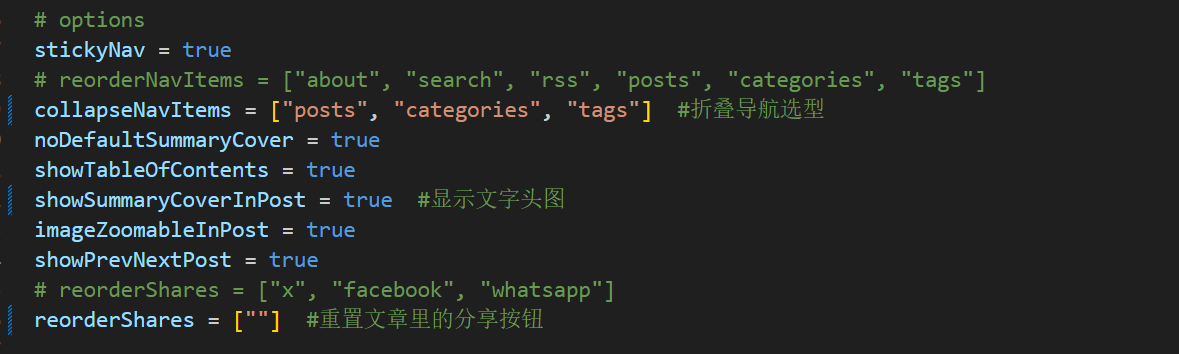 # options
stickyNav = true
# reorderNavItems = ["about", "search", "rss", "posts", "categories", "tags"]
collapseNavItems = ["posts", "categories", "tags"]  #折叠导航选型
noDefaultSummaryCover = true
showTableOfContents = true
showSummaryCoverInPost = true  #显示文字头图
imageZoomableInPost = true
showPrevNextPost = true
# reorderShares = ["x", "facebook", "whatsapp"]
reorderShares = [""]  #重置文章里的分享按钮